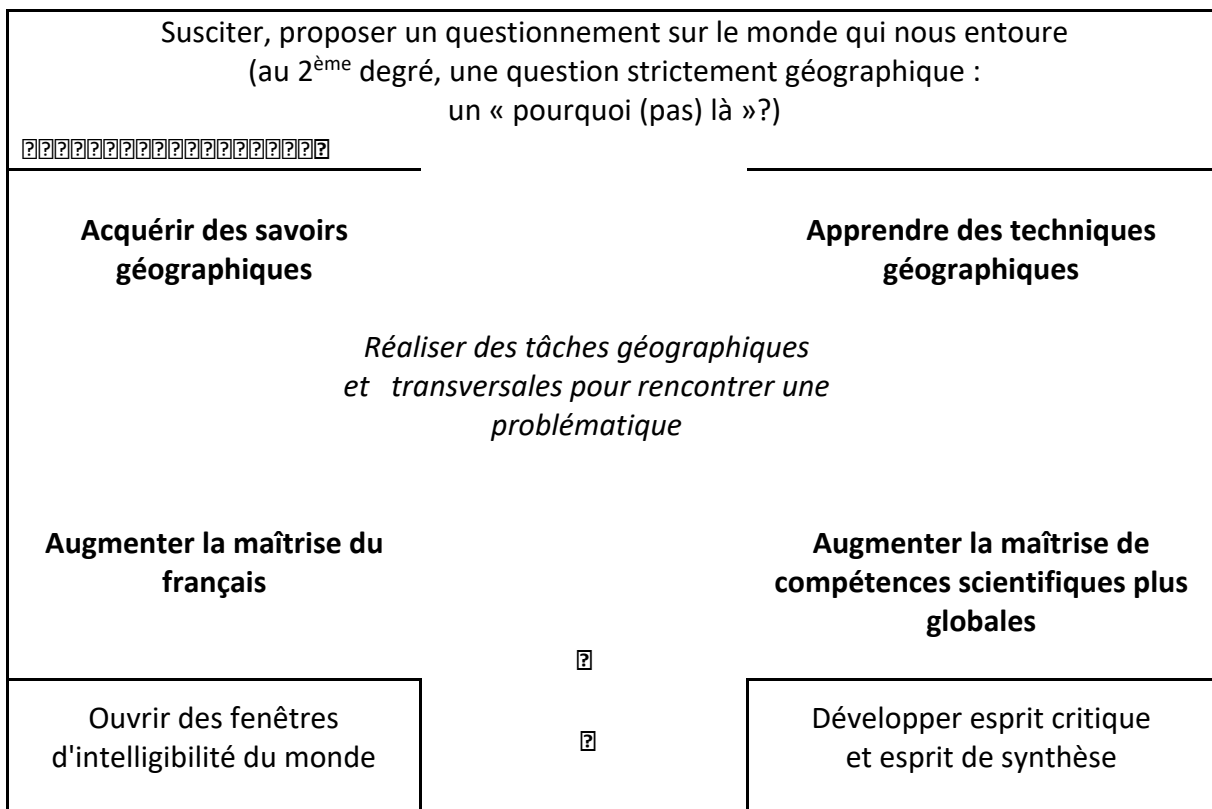 Susciter, proposer un questionnement sur le monde qui nous entoure
(au 2ème degré, une question strictement géographique :
un « pourquoi (pas) là »?)
Acquérir des savoirs
géographiques
Apprendre des techniques
géographiques
Réaliser des tâches géographiques
et transversales pour rencontrer une
problématique
Augmenter la maîtrise du
français
Augmenter la maîtrise de
compétences scientifiques plus
globales
Ouvrir des fenêtres
d'intelligibilité du monde
Développer esprit critique
et esprit de synthèse